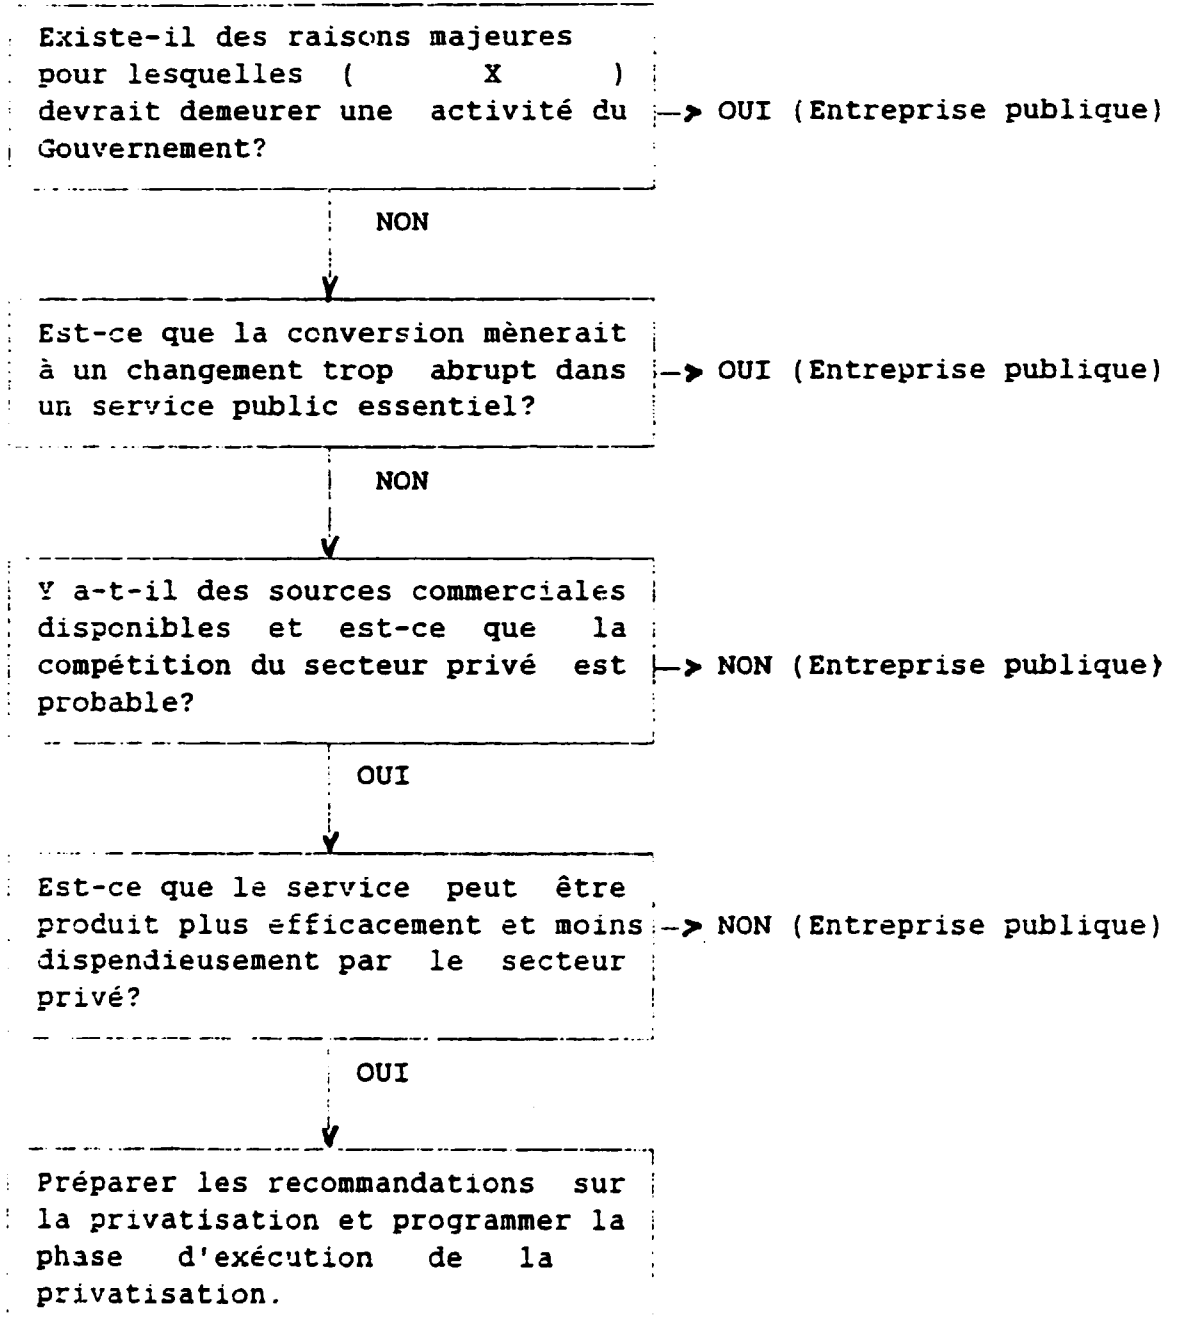 Existe-il des raisons majeures
pour lesquelles ( X )
devrait demeurer une activité du
Gouvernement?
-> OUI (Entreprise publique)
NON
Est-ce que la conversion mènerait
à un changement trop abrupt dans
un service public essentiel?
-> OUI (Entreprise publique)
NON
Y a-t-il des sources commerciales
disponibles et est-ce que la
compétition du secteur privé est
probable?
-> NON (Entreprise publique)
OUI
Est-ce que le service peut être
produit plus efficacement et moins
dispendieusement par le secteur
privé?
-> NON (Entreprise publique)
OUI
Préparer les recommandations sur
la privatisation et programmer la
phase d'exécution de la
privatisation.